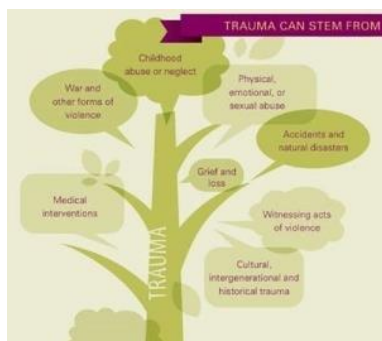 TRAUMA CAN STEM FROM
Childhood
abuse or neglect
War and
other forms of
violence
Physical,
emotional, or
sexual abuse
Accidents and
natural disasters
Grief and
loss
Medical
interventions
Witnessing acts
of violence
Cultural,
intergenerational and
historical trauma
TRAUMA